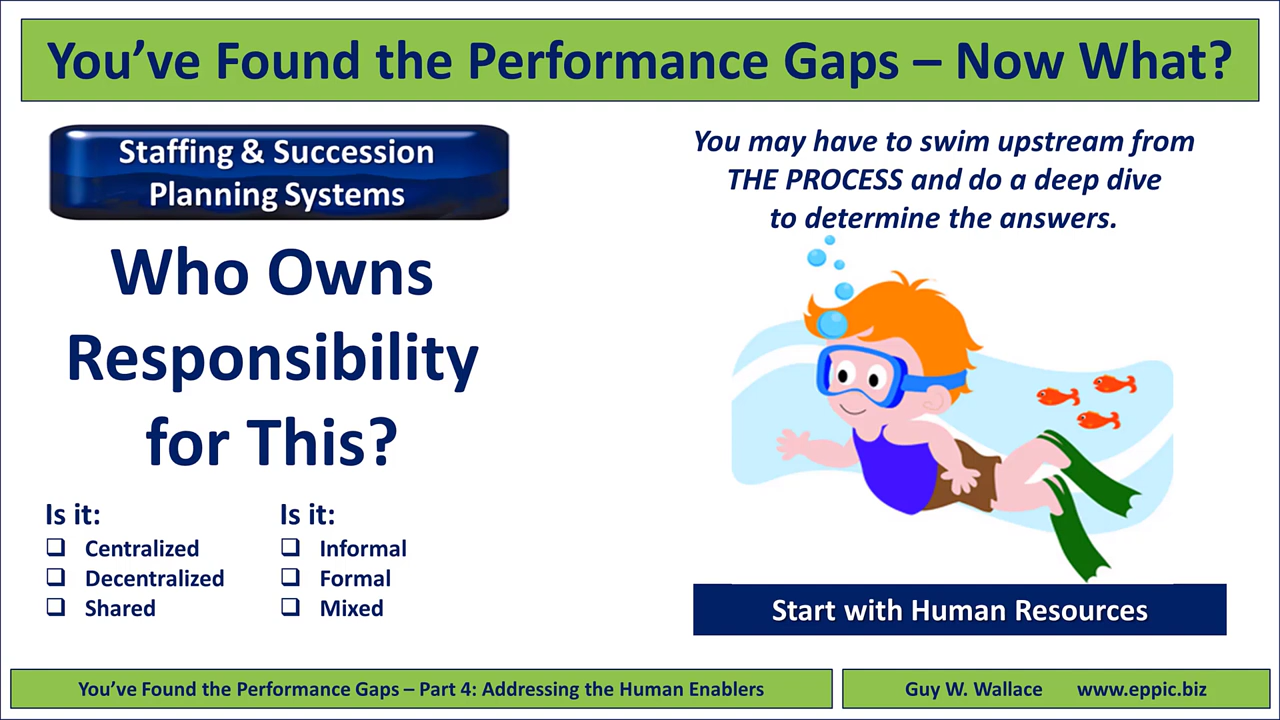 You’ve Found the Performance Gaps – Now What?
Staffing & Succession
Planning Systems
Who Owns
Responsibility
for This?
Is it:
❑ Centralized
❑ Decentralized
❑ Shared
Is it:
❑ Informal
❑ Formal
❑ Mixed
You may have to swim upstream from
THE PROCESS and do a deep dive
to determine the answers.
Start with Human Resources
You’ve Found the Performance Gaps – Part 4: Addressing the Human Enablers
Guy W. Wallace www.eppic.biz